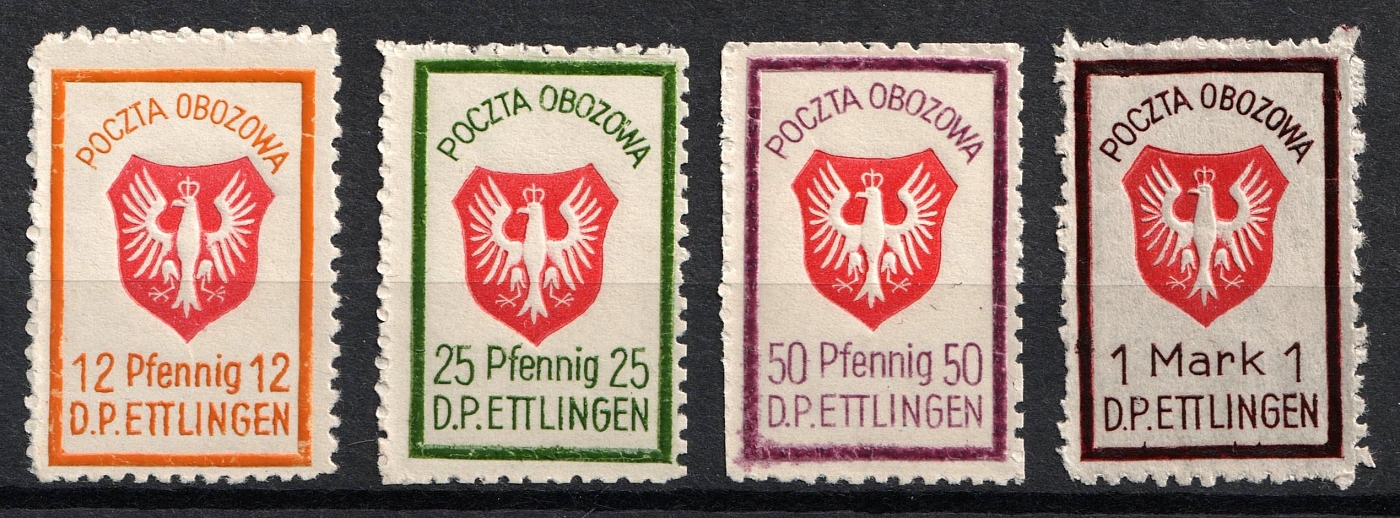 POCZTA OBOZOWA
12 Pfennig 12
D.P. ETTLINGEN
POCZTA OBOZOWA
25 Pfennig 25
D.P. ETTLINGEN
POCZTA OBOZOWA
50 Pfennig 50
D.P. ETTLINGEN
POCZTA OBOZOWA
1 Mark 1
D.P. ETTLINGEN